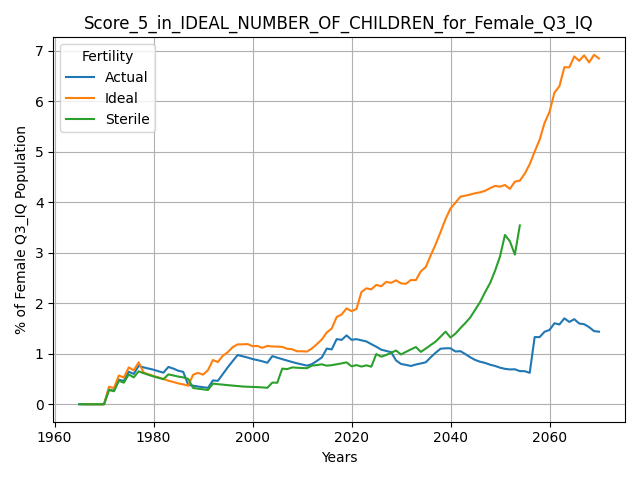 Score_5_in_IDEAL_NUMBER_OF_CHILDREN_for_Female_Q3_IQ
Fertility
Actual
Ideal
Sterile
% of Female Q3_IQ Population
7
6
5
4
3
2
1
0
1960
1980
2000
2020
2040
2060
Years